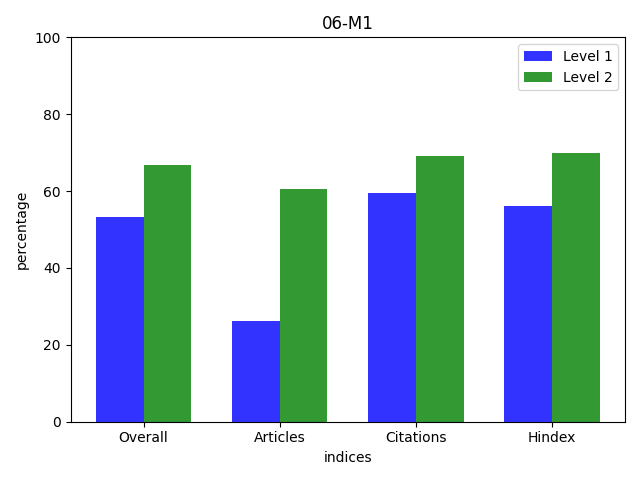 06-M1
100
80
60
40
20
0
percentage
Level 1
Level 2
Overall Articles Citations Hindex
indices